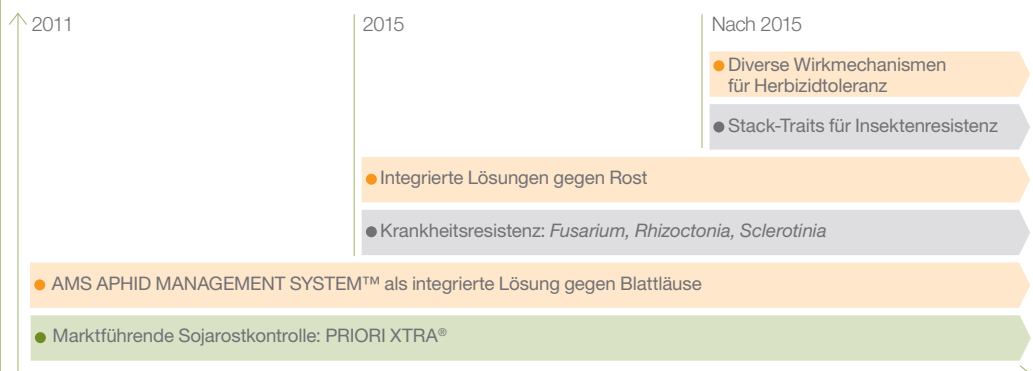 2011
2015
Nach 2015
Diverse Wirkmechanismen
für Herbizidtoleranz
Stack-Traits für Insektenresistenz
Integrierte Lösungen gegen Rost
Krankheitsresistenz: Fusarium, Rhizoctonia, Sclerotinia
AMS APHID MANAGEMENT SYSTEM™ als integrierte Lösung gegen Blattläuse
Marktführende Sojarostkontrolle: PRIORI XTRA®